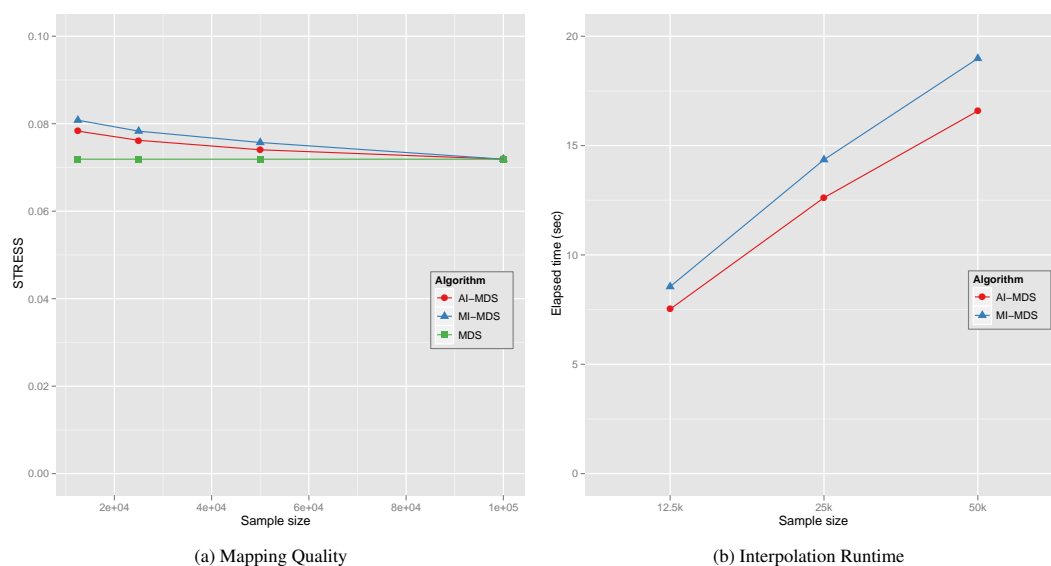 0.10
0.08
0.06
0.04
0.02
0.00
STRESS
Algorithm
AI−MDS
MI−MDS
MDS
2e+04
4e+04
6e+04
8e+04
1e+05
Sample size
(a) Mapping Quality
20
15
10
5
0
Elapsed time (sec)
Algorithm
AI−MDS
MI−MDS
12.5k
25k
50k
Sample size
(b) Interpolation Runtime